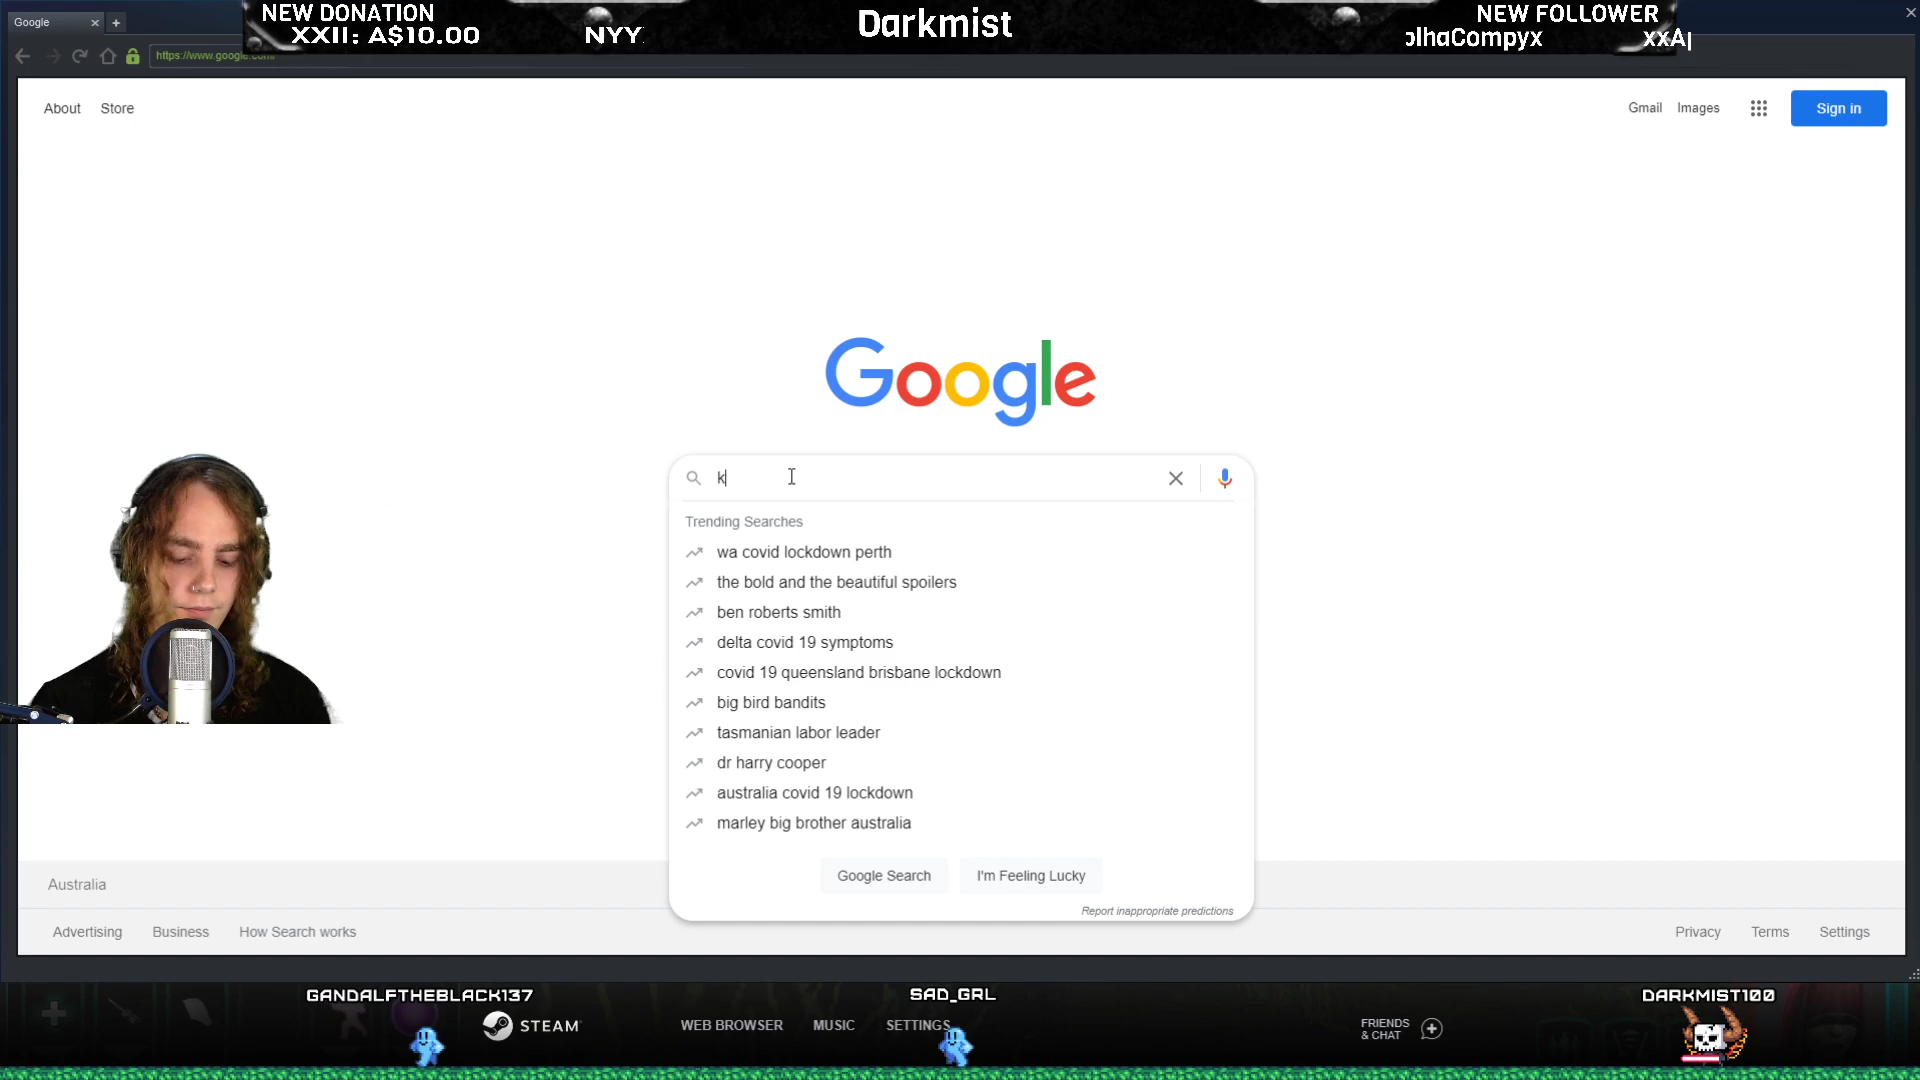 NEW DONATION
XXII: A$10.00
NYY
Darkmist
NEW FOLLOWER
lhaCompyx
xxA
Google
https://www.google.com/
About
Store
Gmail
Images
Sign in
Google
k
Trending Searches
wa covid lockdown perth
the bold and the beautiful spoilers
ben roberts smith
delta covid 19 symptoms
covid 19 queensland brisbane lockdown
big bird bandits
tasmanian labor leader
dr harry cooper
australia covid 19 lockdown
marley big brother australia
Google Search
I'm Feeling Lucky
Report inappropriate predictions
Australia
Advertising
Business
How Search works
Privacy
Terms
Settings
GANDALFTHEBLACK137
SAD_GRL
DARKMIST100
STEAM
WEB BROWSER
MUSIC
SETTINGS
FRIENDS
& CHAT